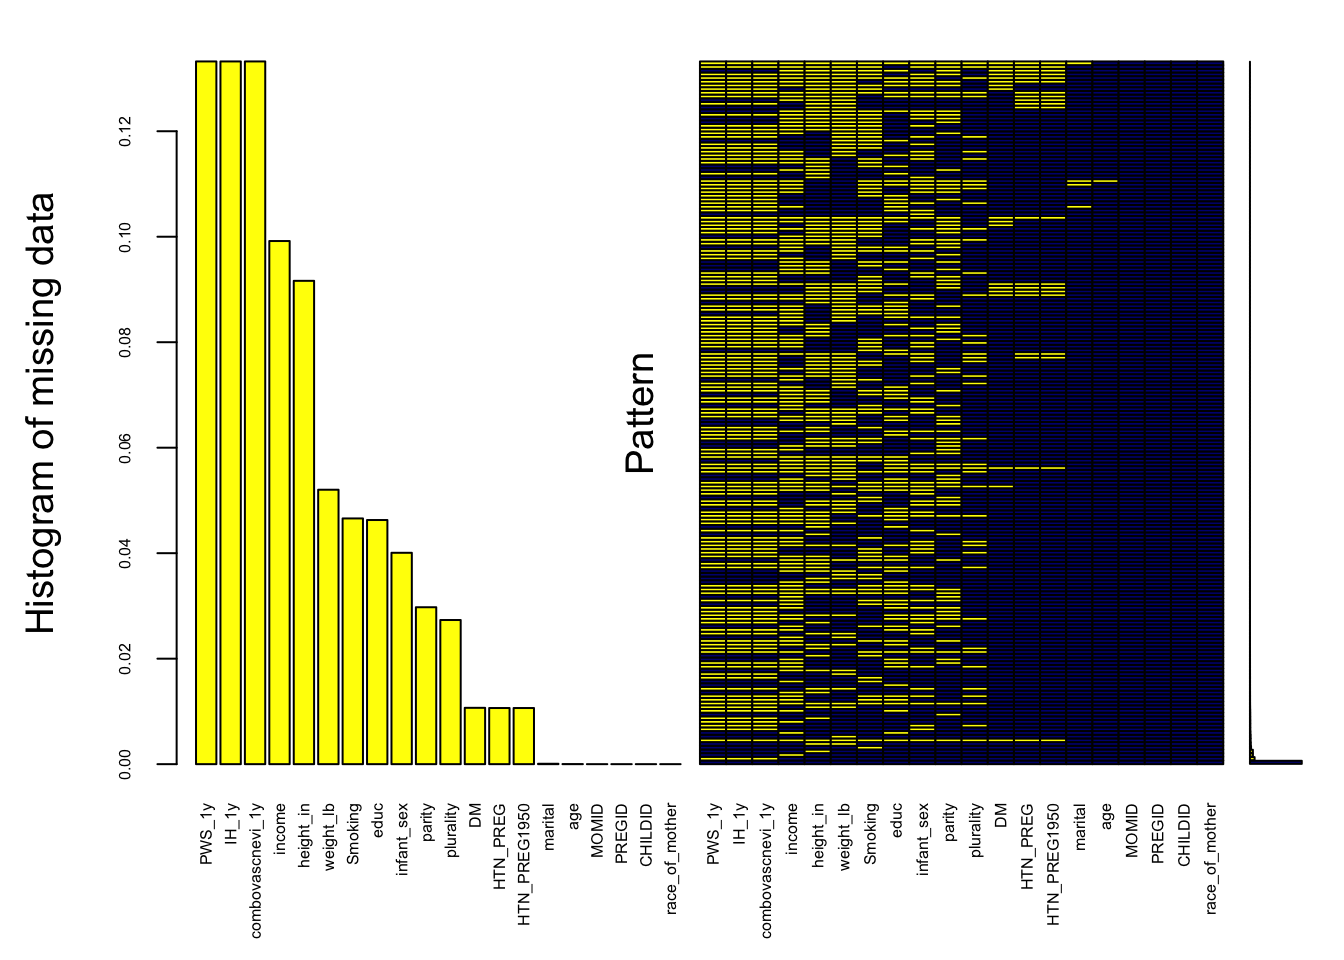 Histogram of missing data
0.12
0.10
0.08
0.06
0.04
0.02
0.00
PWS_1y
IH_1y
combovascnevi_1y
income
height_in
weight_lb
Smoking
educ
infant_sex
parity
plurality
DM
HTN_PREG
HTN_PREG1950
marital
age
MOMID
PREGID
CHILDID
race_of_mother
Pattern
PWS_1y
IH_1y
combovascnevi_1y
income
height_in
weight_lb
Smoking
educ
infant_sex
parity
plurality
DM
HTN_PREG
HTN_PREG1950
marital
age
MOMID
PREGID
CHILDID
race_of_mother